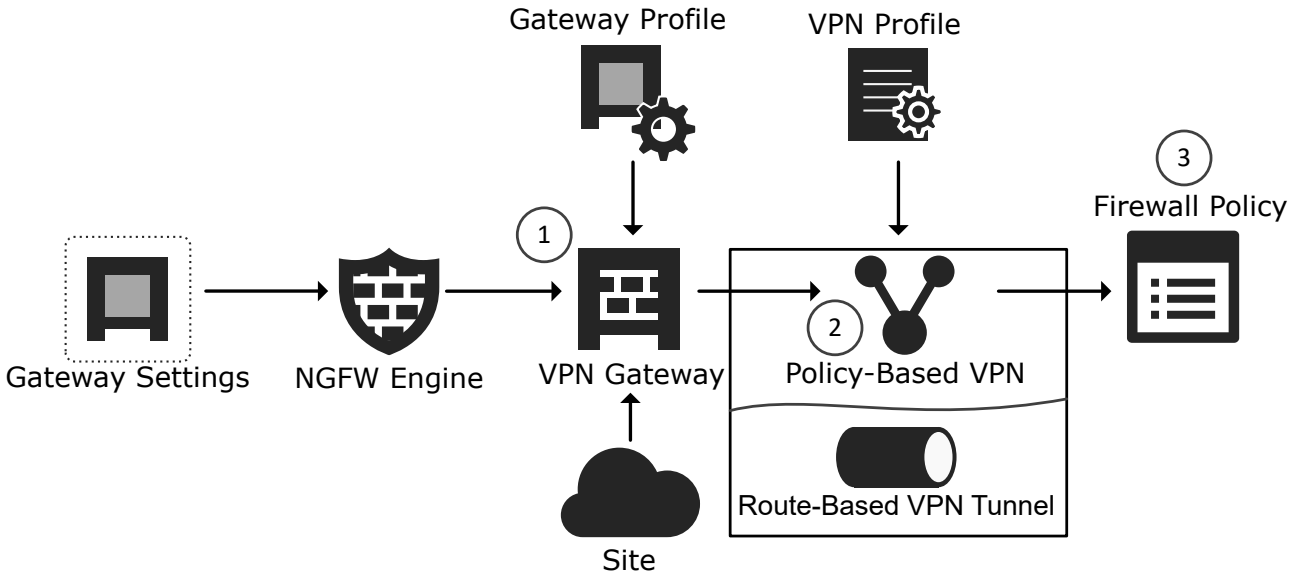 Gateway Profile
VPN Profile
3
Firewall Policy
1
2
Gateway Settings
NGFW Engine
VPN Gateway
Policy-Based VPN
Route-Based VPN Tunnel
Site